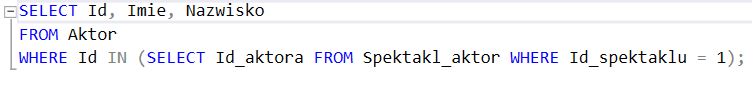 SELECT Id, Imie, Nazwisko
FROM Aktor
WHERE Id IN (SELECT Id_aktora FROM Spektakl_aktor WHERE Id_spektaklu = 1);